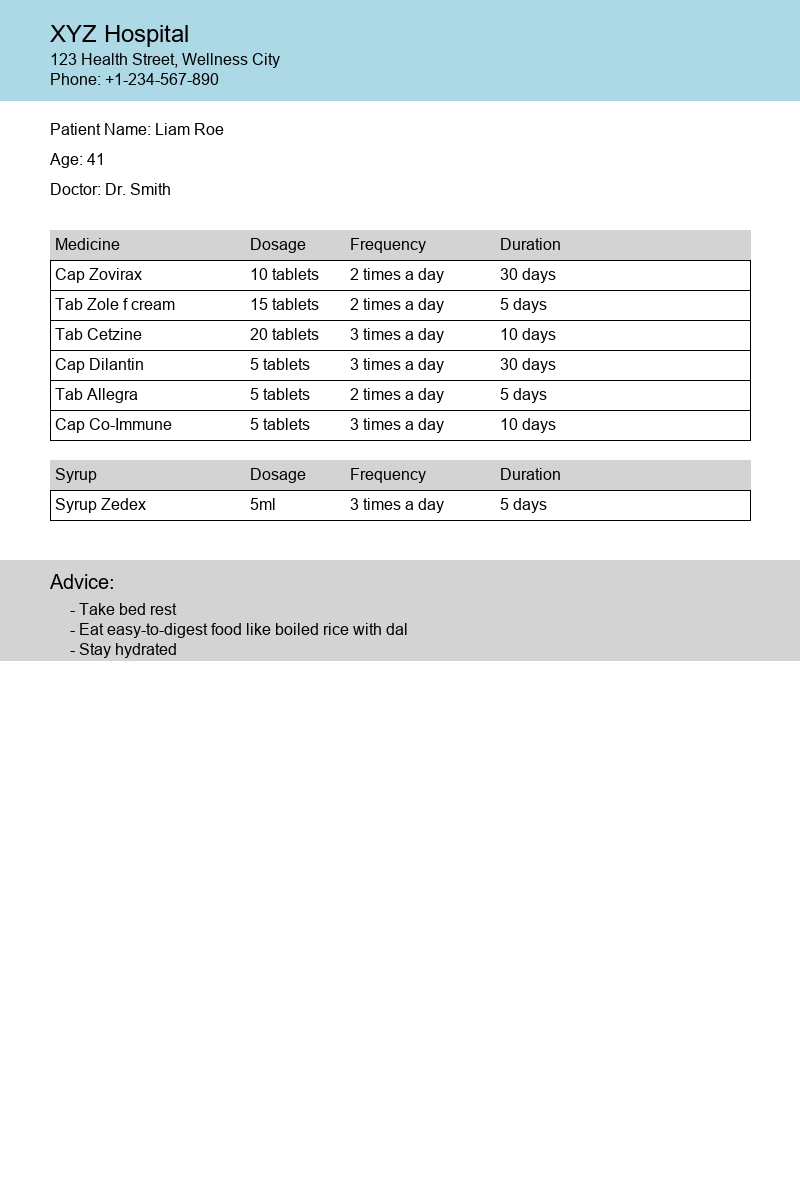 XYZ Hospital
123 Health Street, Wellness City
Phone: +1-234-567-890
Patient Name: Liam Roe
Age: 41
Doctor: Dr. Smith
Medicine Dosage Frequency Duration
Cap Zovirax 10 tablets 2 times a day 30 days
Tab Zole f cream 15 tablets 2 times a day 5 days
Tab Cetzine 20 tablets 3 times a day 10 days
Cap Dilantin 5 tablets 3 times a day 30 days
Tab Allegra 5 tablets 2 times a day 5 days
Cap Co-Immune 5 tablets 3 times a day 10 days
Syrup Dosage Frequency Duration
Syrup Zedex 5ml 3 times a day 5 days
Advice:
- Take bed rest
- Eat easy-to-digest food like boiled rice with dal
- Stay hydrated